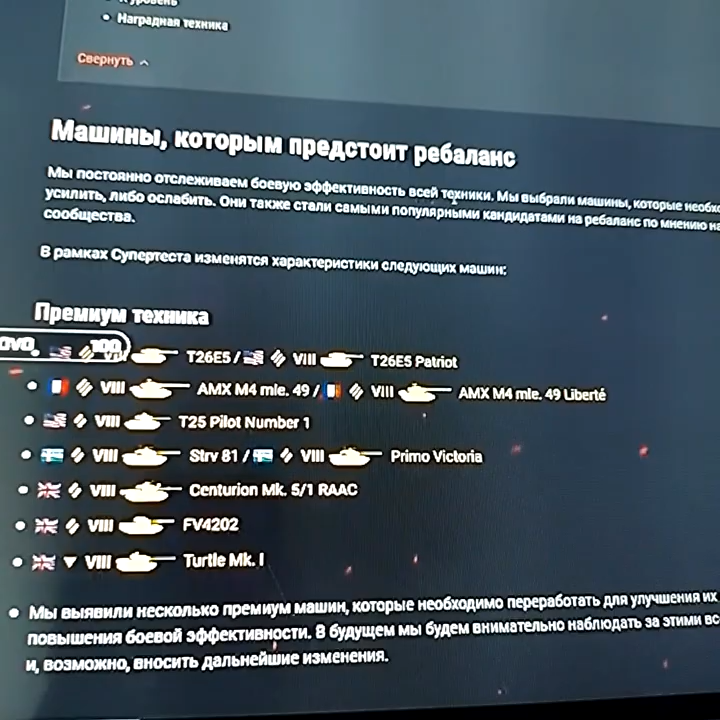 уровень
Наградная техника
Свернуть
Машины, которым предстоит ребаланс
Мы постоянно отслеживаем боевую эффективность всей техники. Мы выбрали машины, которые
усилить, либо ослабить. Они также стали самыми популярными кандидатами на ребаланс по мнению
сообщества.
В рамках Супертеста изменятся характеристики следующих машин:
Премиум техника
VIII T26E5 / VIII T26E5 Patriot
100
VIII AMX M4 mle. 49 / VIII AMX M4 mle. 49 Liberté
VIII T25 Pilot Number 1
VIII Strv 81 / VIII Primo Victoria
VIII Centurion Mk. 5/1 RAAC
VIII FV4202
VIII Turtle Mk. I
Мы выявили несколько премиум машин, которые необходимо переработать для улучшения их
повышения боевой эффективности. В будущем мы будем внимательно наблюдать за этими
и, возможно, вносить дальнейшие изменения.